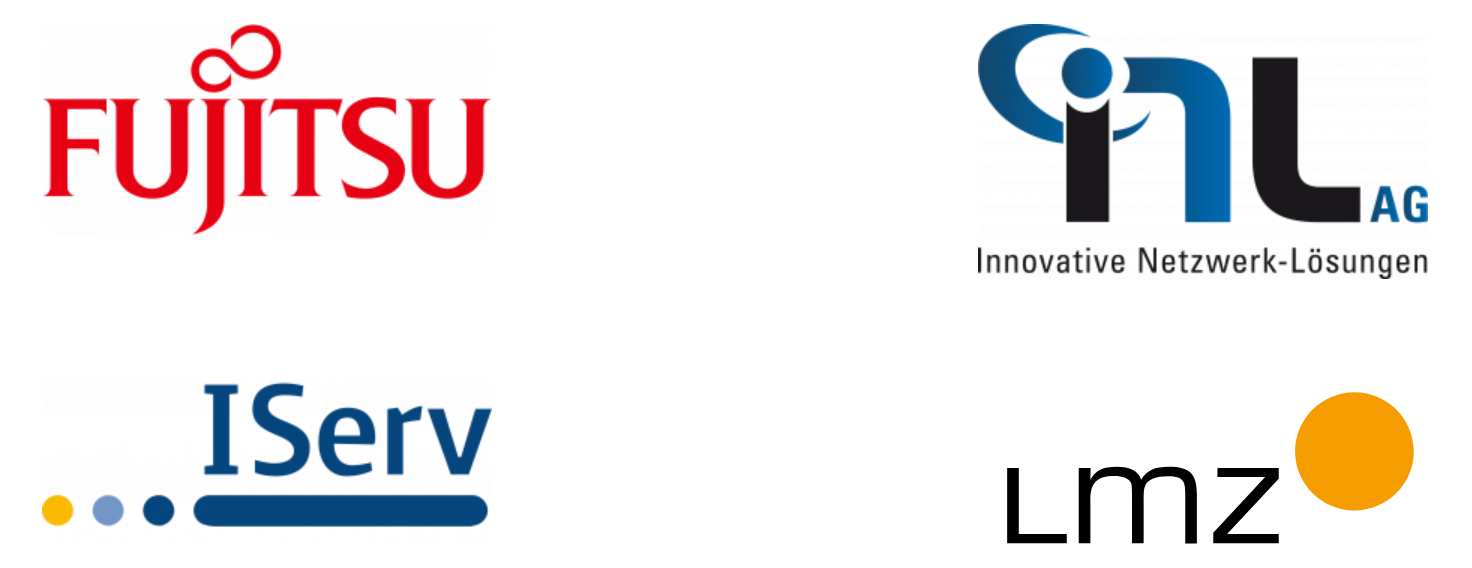 FUJITSU
inL AG
Innovative Netzwerk-Lösungen
IServ
Lmz